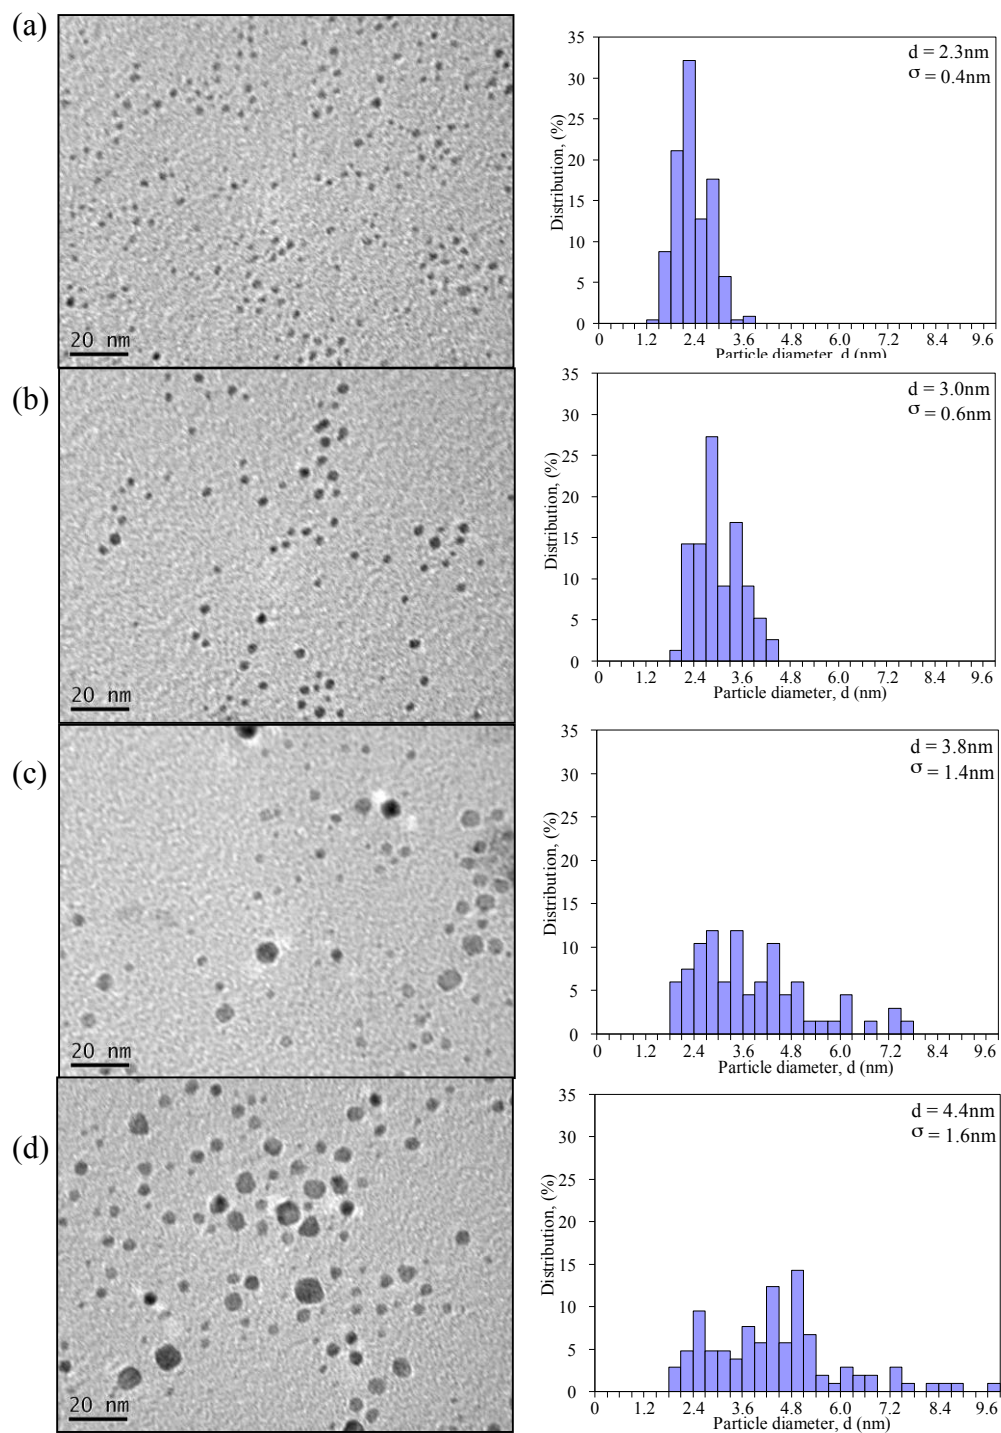 (a)
20 nm
d = 2.3nm
σ = 0.4nm
Distribution, (%)
35
30
25
20
15
10
5
0
0 1.2 2.4 3.6 4.8 6.0 7.2 8.4 9.6
Particle diameter, d (nm)
(b)
20 nm
d = 3.0nm
σ = 0.6nm
Distribution, (%)
35
30
25
20
15
10
5
0
0 1.2 2.4 3.6 4.8 6.0 7.2 8.4 9.6
Particle diameter, d (nm)
(c)
20 nm
d = 3.8nm
σ = 1.4nm
Distribution, (%)
35
30
25
20
15
10
5
0
0 1.2 2.4 3.6 4.8 6.0 7.2 8.4 9.6
Particle diameter, d (nm)
(d)
20 nm
d = 4.4nm
σ = 1.6nm
Distribution, (%)
35
30
25
20
15
10
5
0
0 1.2 2.4 3.6 4.8 6.0 7.2 8.4 9.6
Particle diameter, d (nm)